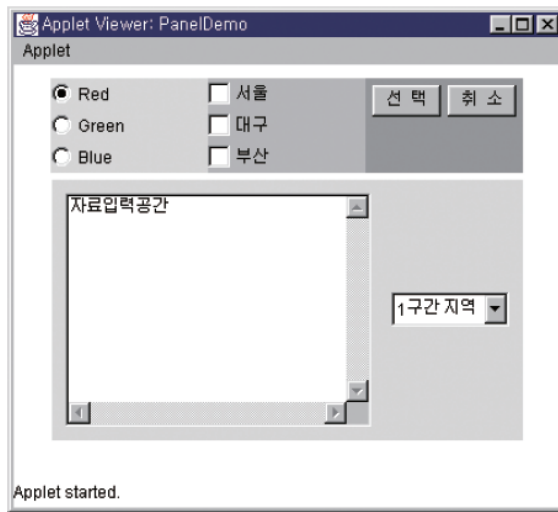 Applet Viewer: PanelDemo
Applet
Red 서울 선 택 취 소
Green 대구
Blue 부산
자료입력공간
1구간 지역
Applet started.